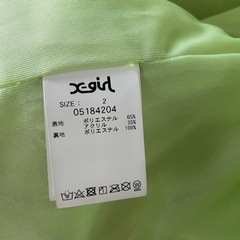 X-girl
SIZE : 2
05184204
表地 ポリエステル 65%
アクリル 35%
裏地 ポリエステル 100%